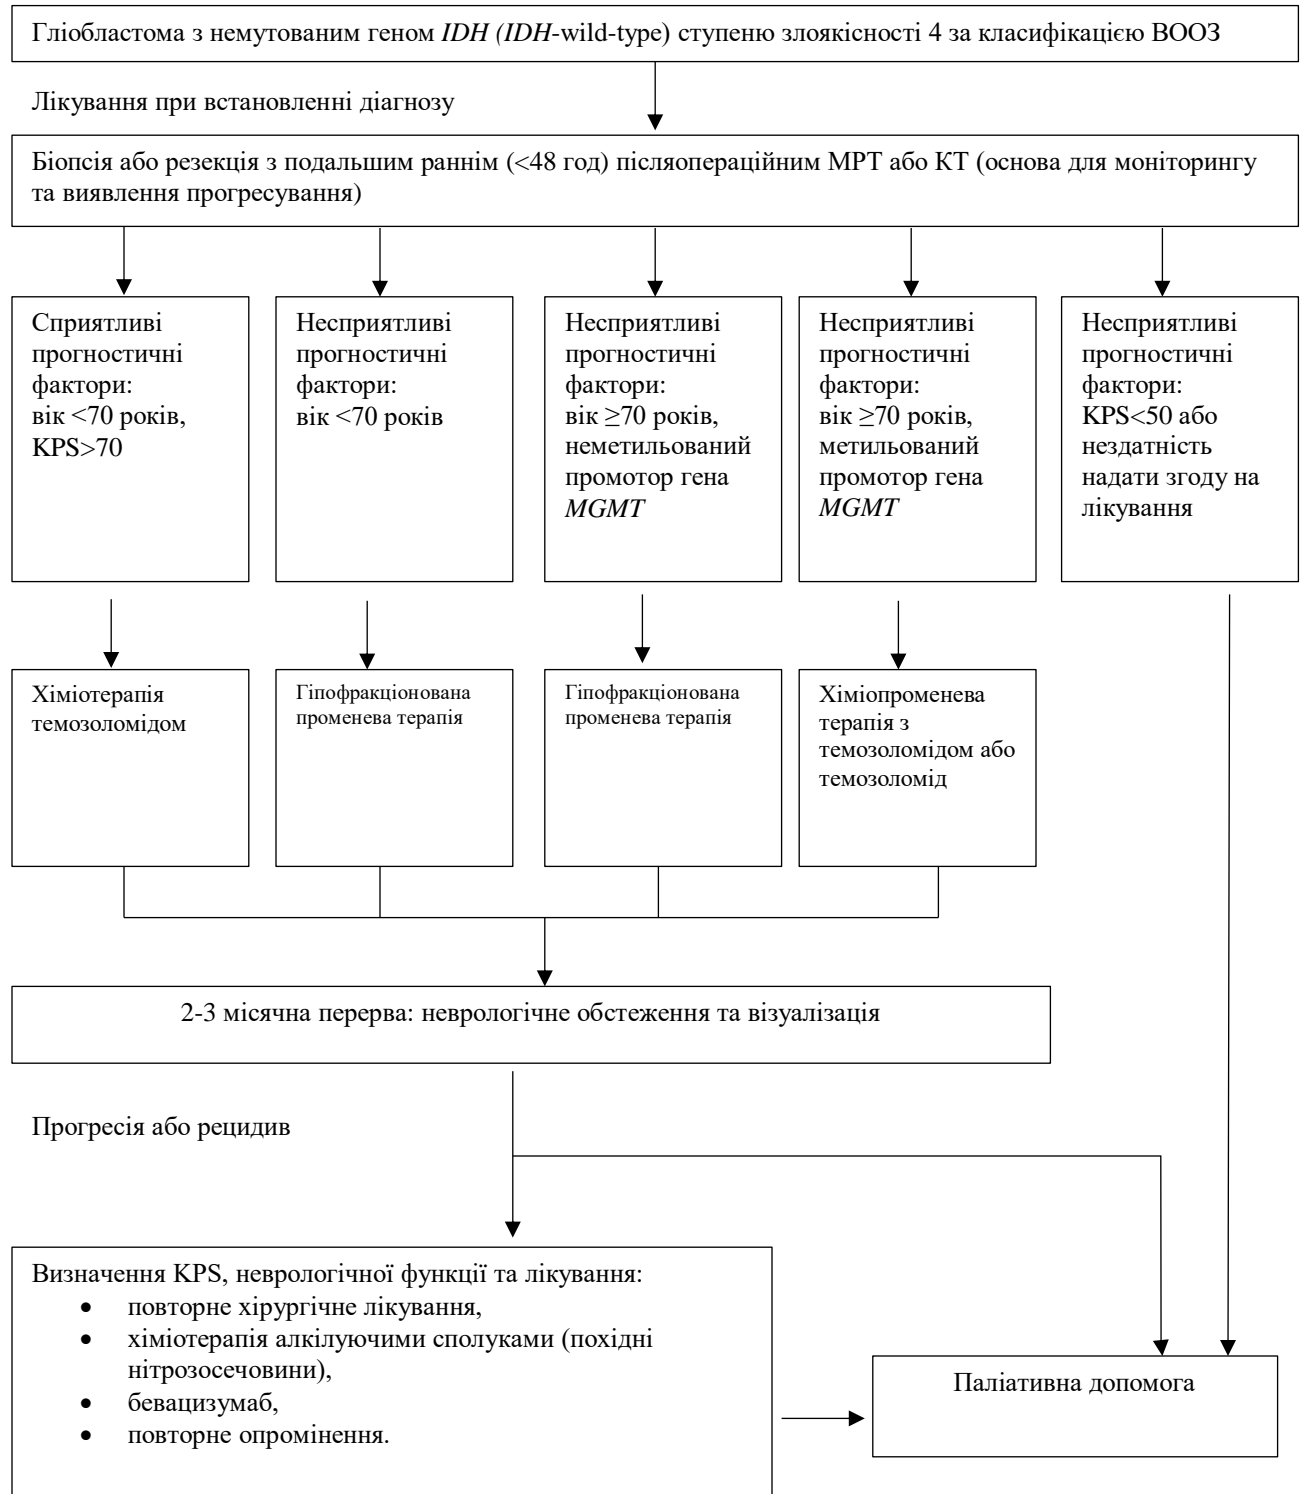 Гліобластома з немутованим геном IDH (IDH-wild-type) ступеню злоякісності 4 за класифікацією ВООЗ
Лікування при встановленні діагнозу
Біопсія або резекція з подальшим раннім (<48 год) післяопераційним МРТ або КТ (основа для моніторингу
та виявлення прогресування)
Сприятливі
прогностичні
фактори:
вік <70 років,
KPS>70
Несприятливі
прогностичні
фактори:
вік <70 років
Несприятливі
прогностичні
фактори:
вік ≥70 років,
неметильований
промотор гена
MGMT
Несприятливі
прогностичні
фактори:
вік ≥70 років,
метильований
промотор гена
MGMT
Несприятливі
прогностичні
фактори:
KPS<50 або
нездатність
надати згоду на
лікування
Хіміотерапія
темозоломідом
Гіпофракціонована
променева терапія
Гіпофракціонована
променева терапія
Хіміопроменева
терапія з
темозоломідом або
темозоломід
2-3 місячна перерва: неврологічне обстеження та візуалізація
Прогресія або рецидив
Визначення KPS, неврологічної функції та лікування:
• повторне хірургічне лікування,
• хіміотерапія алкілуючими сполуками (похідні
нітрозосечовини),
• бевацизумаб,
• повторне опромінення.
Паліативна допомога